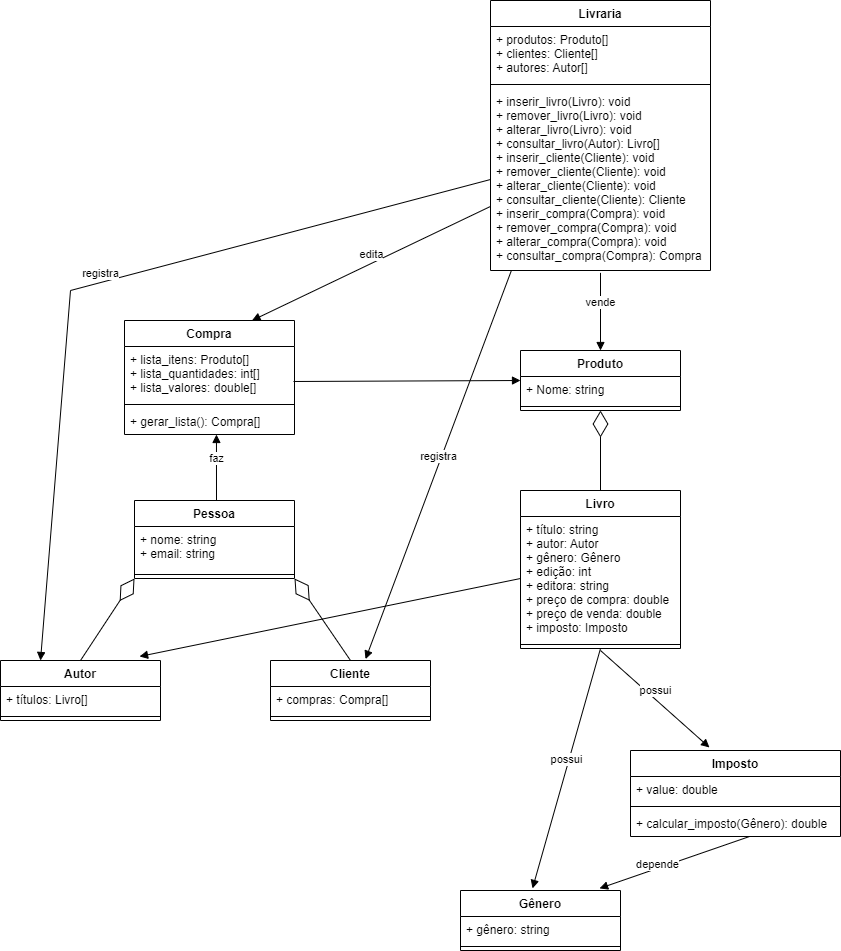 Livraria
+ produtos: Produto[]
+ clientes: Cliente[]
+ autores: Autor[]
+ inserir_livro(Livro): void
+ remover_livro(Livro): void
+ alterar_livro(Livro): void
+ consultar_livro(Autor): Livro[]
+ inserir_cliente(Cliente): void
+ remover_cliente(Cliente): void
+ alterar_cliente(Cliente): void
+ consultar_cliente(Cliente): Cliente
+ inserir_compra(Compra): void
+ remover_compra(Compra): void
+ alterar_compra(Compra): void
+ consultar_compra(Compra): Compra
edita
registra
vende
Compra
+ lista_itens: Produto[]
+ lista_quantidades: int[]
+ lista_valores: double[]
+ gerar_lista(): Compra[]
Produto
+ Nome: string
faz
registra
Pessoa
+ nome: string
+ email: string
Livro
+ título: string
+ autor: Autor
+ gênero: Gênero
+ edição: int
+ editora: string
+ preço de compra: double
+ preço de venda: double
+ imposto: Imposto
Autor
+ títulos: Livro[]
Cliente
+ compras: Compra[]
possui
possui
Imposto
+ value: double
+ calcular_imposto(Gênero): double
depende
Gênero
+ gênero: string